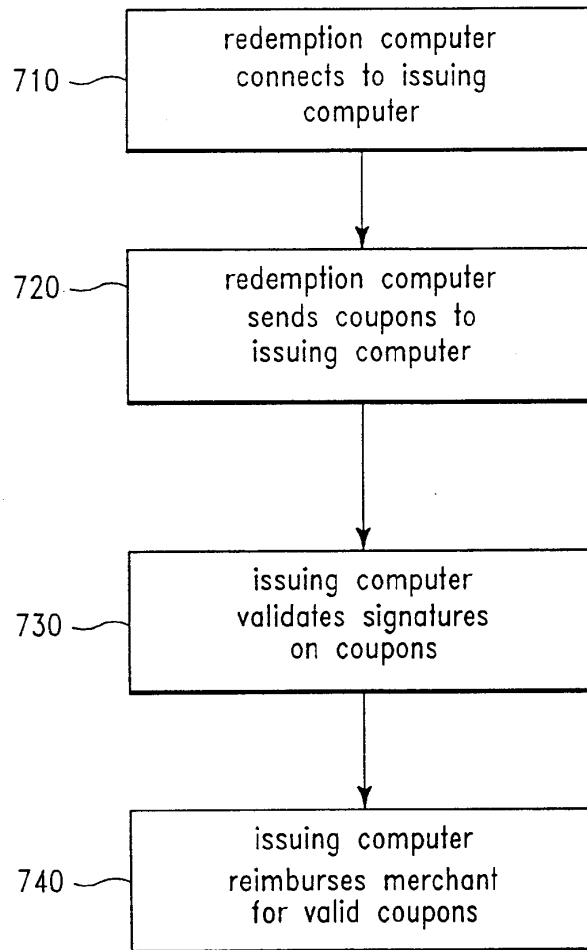 redemption computer
710 connects to issuing
computer
720 redemption computer
sends coupons to
issuing computer
issuing computer
730 validates signatures
on coupons
issuing computer
740 reimburses merchant
for valid coupons